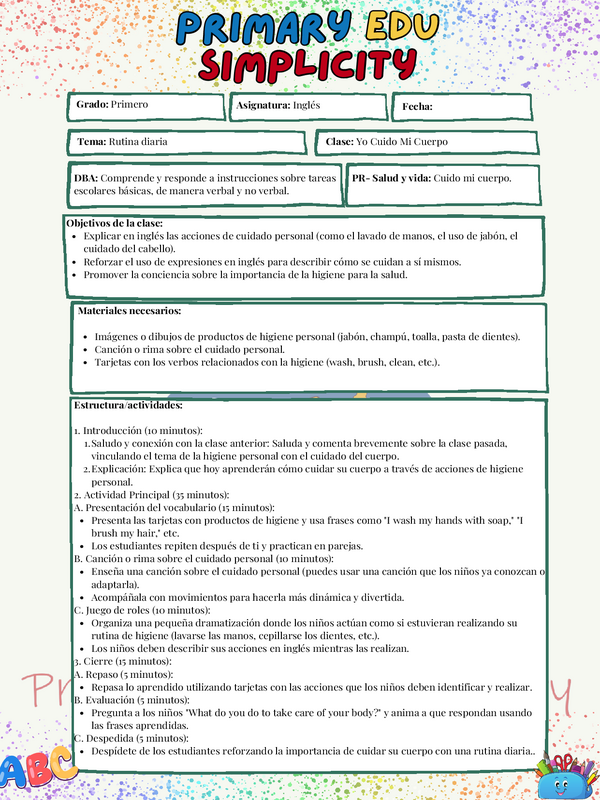 PRIMARY EDU
SIMPLICITY
Grado: Primero
Asignatura: Inglés
Fecha:
Tema: Rutina diaria
Clase: Yo Cuido Mi Cuerpo
DBA: Comprende y responde a instrucciones sobre tareas
escolares básicas, de manera verbal y no verbal.
PR- Salud y vida: Cuido mi cuerpo.
Objetivos de la clase:
• Explicar en inglés las acciones de cuidado personal (como el lavado de manos, el uso de jabón, el
cuidado del cabello).
• Reforzar el uso de expresiones en inglés para describir cómo se cuidan a sí mismos.
• Promover la conciencia sobre la importancia de la higiene para la salud.
Materiales necesarios:
• Imágenes o dibujos de productos de higiene personal (jabón, champú, toalla, pasta de dientes).
• Canción o rima sobre el cuidado personal.
• Tarjetas con los verbos relacionados con la higiene (wash, brush, clean, etc.).
Estructura/actividades:
1. Introducción (10 minutos):
1. Saludo y conexión con la clase anterior: Saluda y comenta brevemente sobre la clase pasada,
vinculando el tema de la higiene personal con el cuidado del cuerpo.
2. Explicación: Explica que hoy aprenderán cómo cuidar su cuerpo a través de acciones de higiene
personal.
2. Actividad Principal (35 minutos):
A. Presentación del vocabulario (15 minutos):
• Presenta las tarjetas con productos de higiene y usa frases como "I wash my hands with soap," "I
brush my hair," etc.
• Los estudiantes repiten después de ti y practican en parejas.
B. Canción o rima sobre el cuidado personal (10 minutos):
• Enseña una canción sobre el cuidado personal (puedes usar una canción que los niños ya conozcan o
adaptarla).
• Acompáñala con movimientos para hacerla más dinámica y divertida.
C. Juego de roles (10 minutos):
• Organiza una pequeña dramatización donde los niños actúan como si estuvieran realizando su
rutina de higiene (lavarse las manos, cepillarse los dientes, etc.).
• Los niños deben describir sus acciones en inglés mientras las realizan.
3. Cierre (15 minutos):
A. Repaso (5 minutos):
• Repasa lo aprendido utilizando tarjetas con las acciones que los niños deben identificar y realizar.
B. Evaluación (5 minutos):
• Pregunta a los niños "What do you do to take care of your body?" y anima a que respondan usando
las frases aprendidas.
C. Despedida (5 minutos):
• Despídete de los estudiantes reforzando la importancia de cuidar su cuerpo con una rutina diaria..
ABC